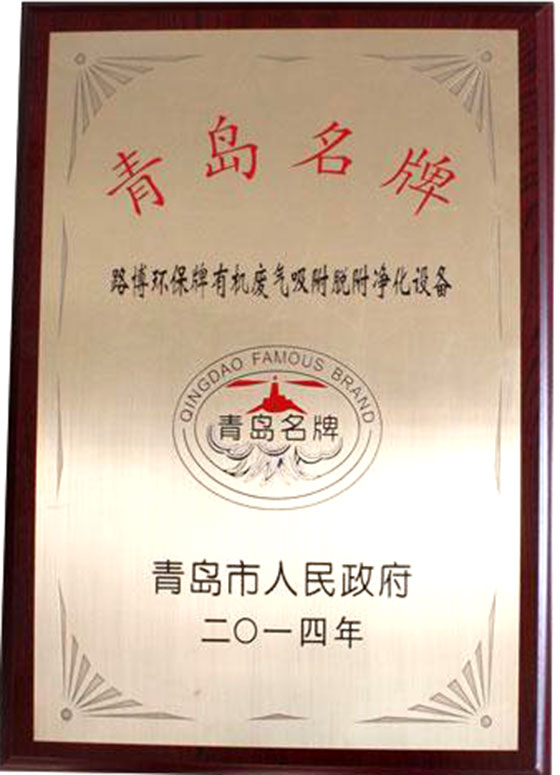 青岛名牌
路博环保牌有机废气吸附脱附净化设备
QINGDAO FAMOUS BRAND
青岛名牌
青岛市人民政府
二〇一四年